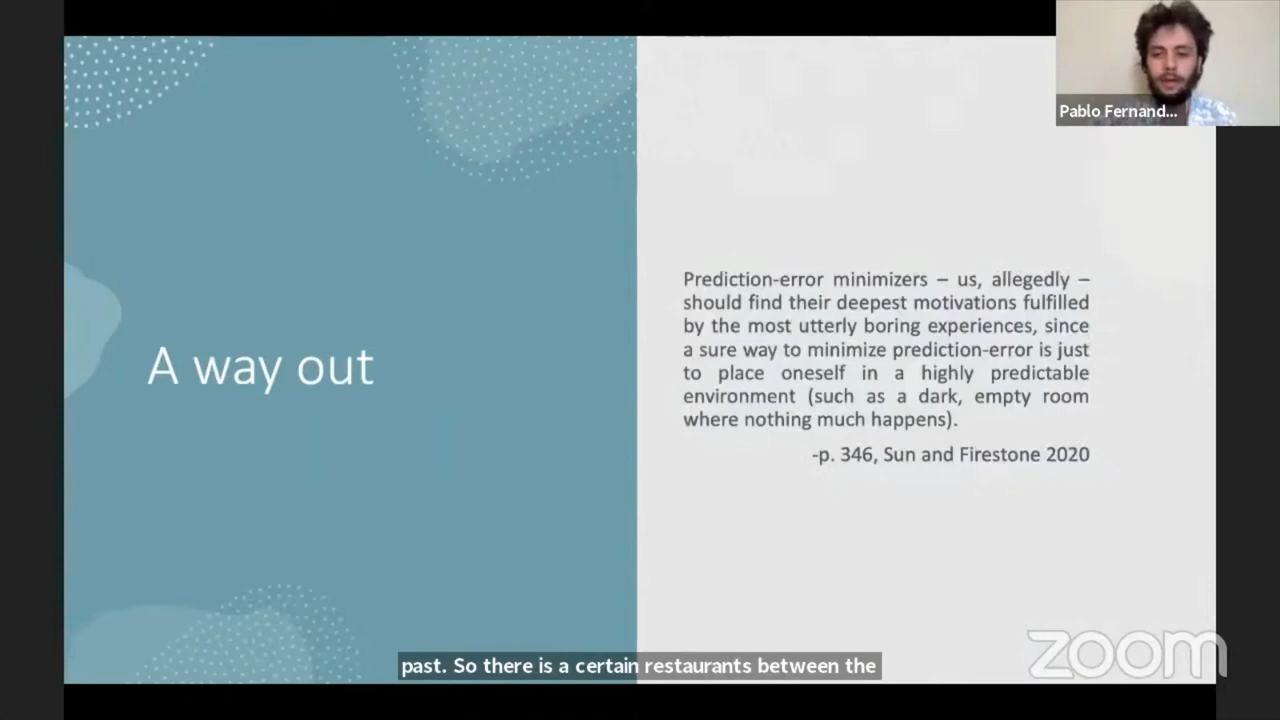 Pablo Fernand...
A way out
Prediction-error minimizers – us, allegedly –
should find their deepest motivations fulfilled
by the most utterly boring experiences, since
a sure way to minimize prediction-error is just
to place oneself in a highly predictable
environment (such as a dark, empty room
where nothing much happens).
-p. 346, Sun and Firestone 2020
past. So there is a certain restaurants between the
zoom